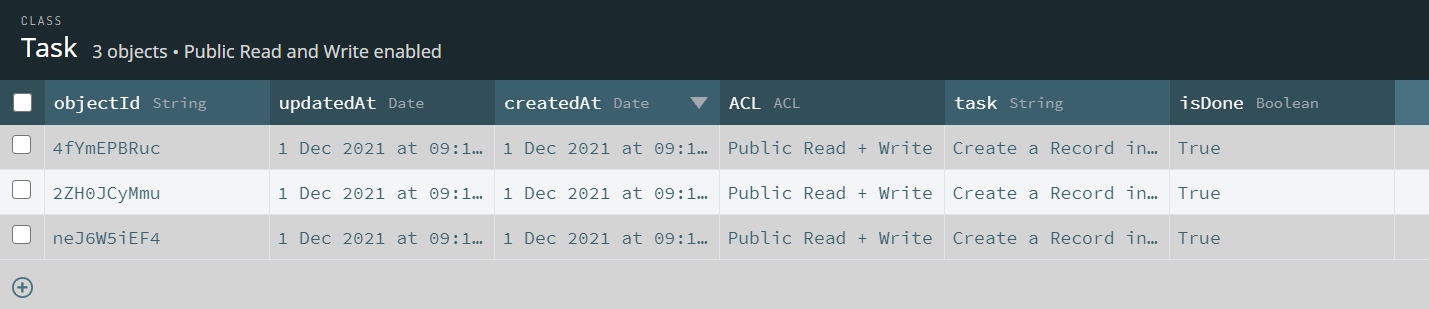 CLASS
Task 3 objects • Public Read and Write enabled
objectId String updatedAt Date createdAt Date ACL ACL task String isDone Boolean
4fYmEPBRuc 1 Dec 2021 at 09:1… 1 Dec 2021 at 09:1… Public Read + Write Create a Record in… True
2ZH0JCyMmu 1 Dec 2021 at 09:1… 1 Dec 2021 at 09:1… Public Read + Write Create a Record in… True
neJ6W5iEF4 1 Dec 2021 at 09:1… 1 Dec 2021 at 09:1… Public Read + Write Create a Record in… True